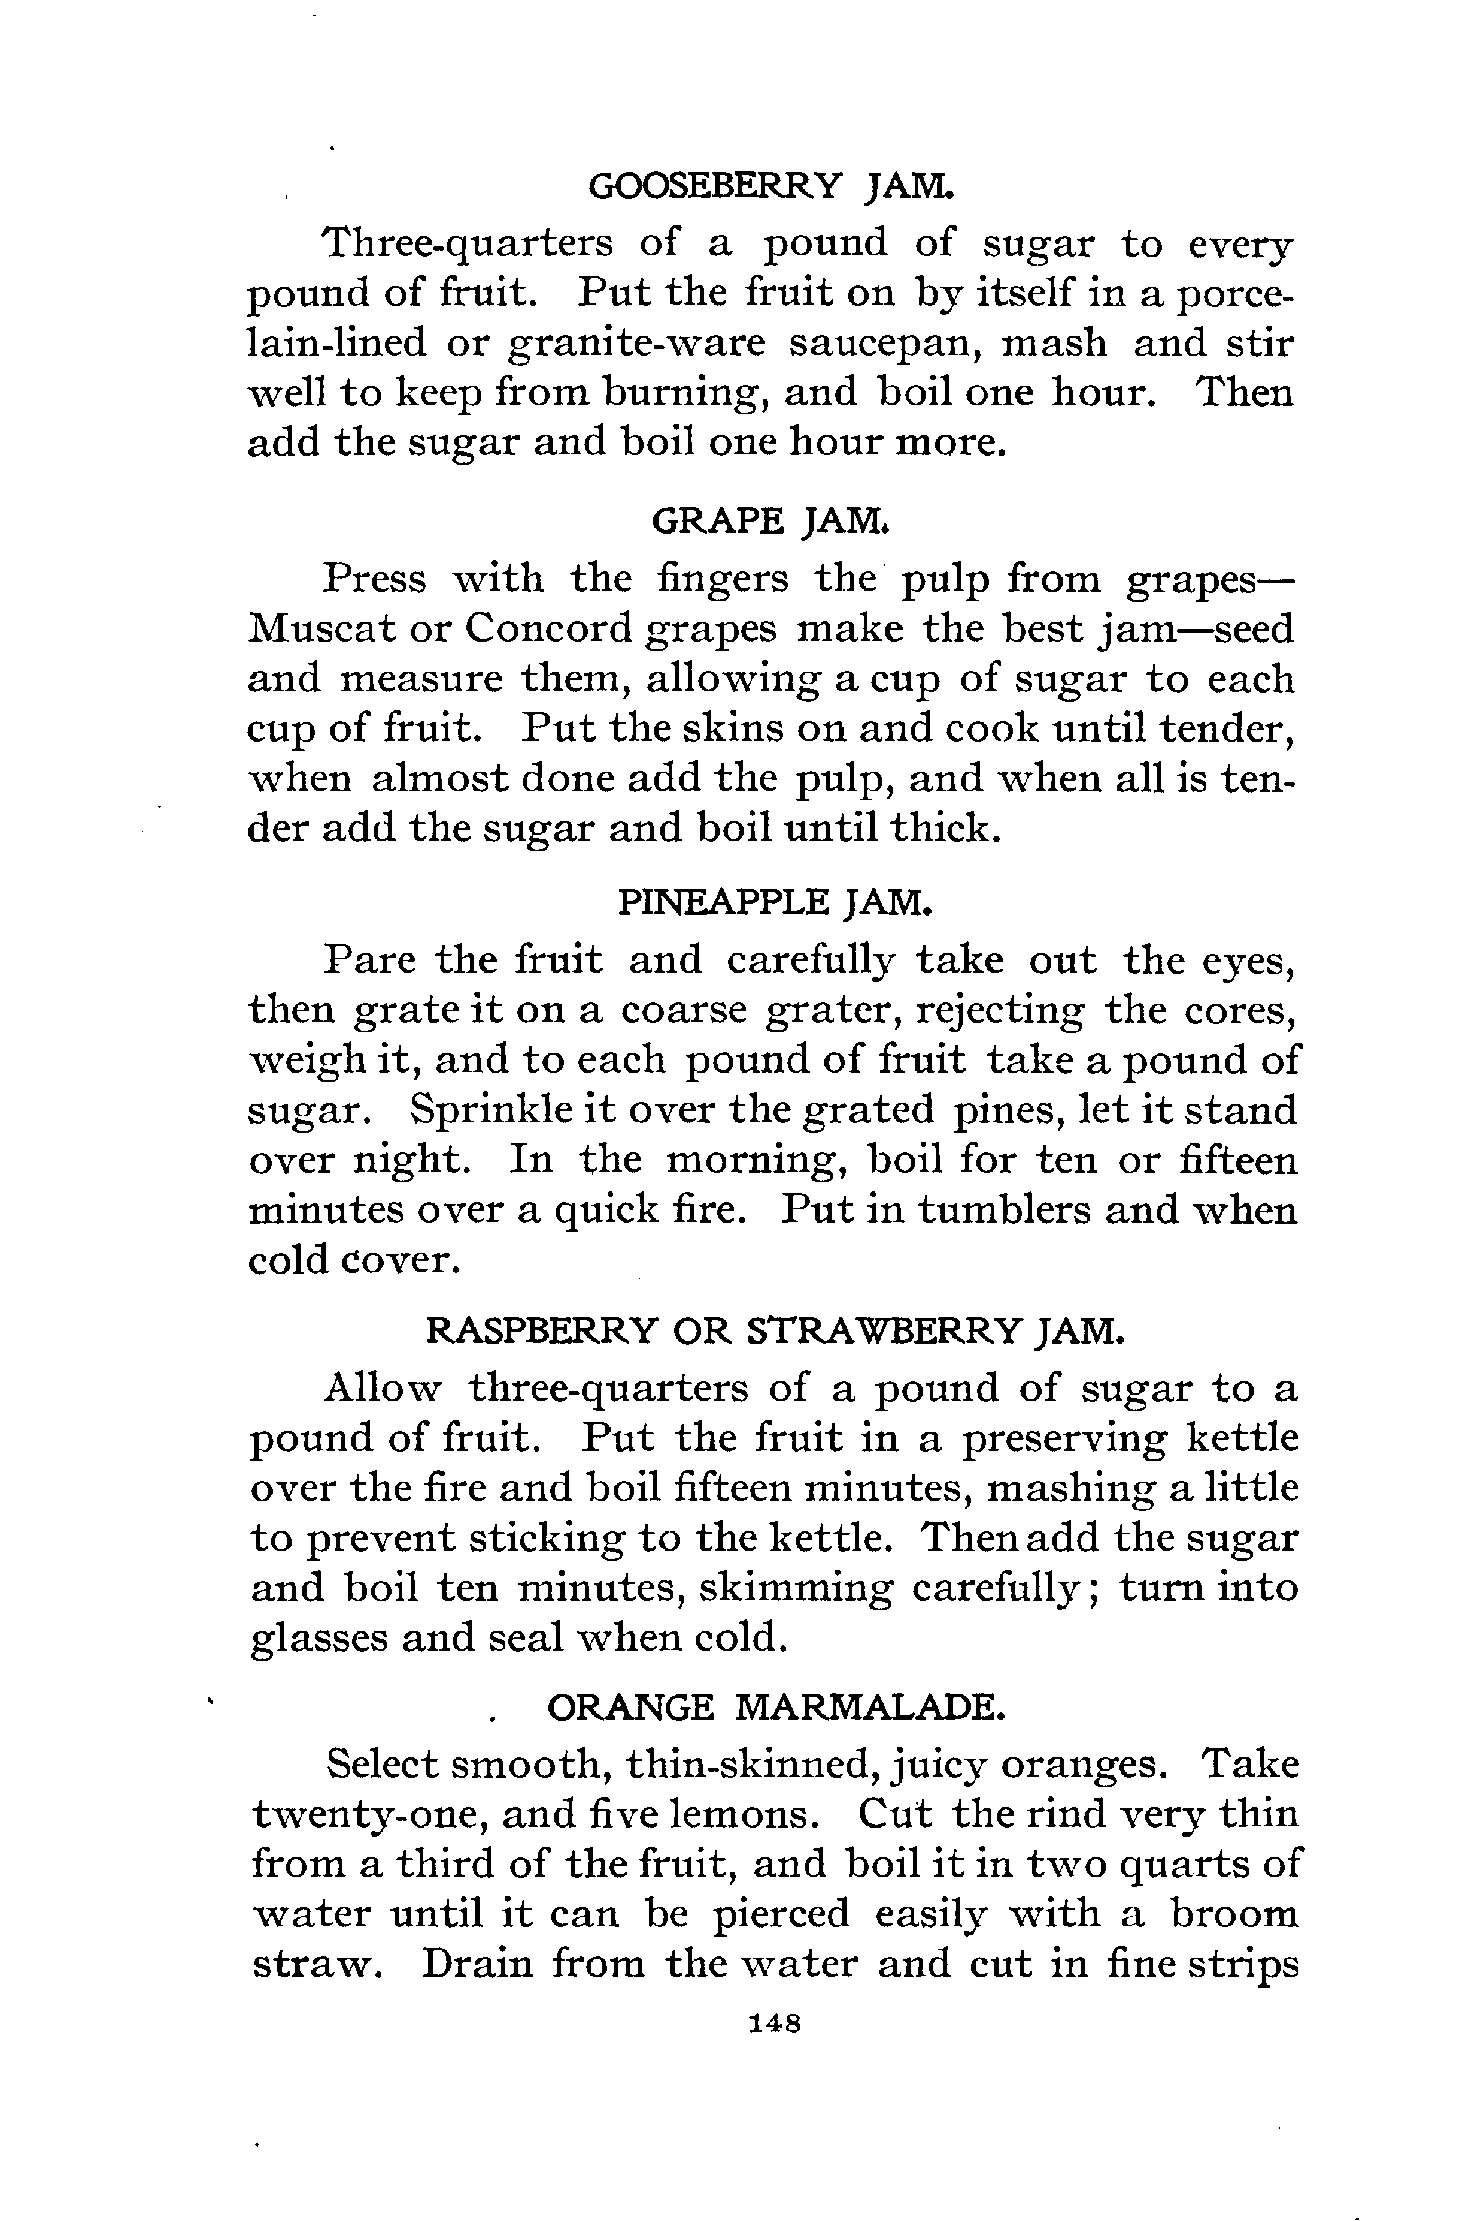 GOOSEBERRY JAM.
Three-quarters of a pound of sugar to every
pound of fruit. Put the fruit on by itself in a porce-
lain-lined or granite-ware saucepan, mash and stir
well to keep from burning, and boil one hour. Then
add the sugar and boil one hour more.
GRAPE JAM.
Press with the fingers the pulp from grapes—
Muscat or Concord grapes make the best jam—seed
and measure them, allowing a cup of sugar to each
cup of fruit. Put the skins on and cook until tender,
when almost done add the pulp, and when all is ten-
der add the sugar and boil until thick.
PINEAPPLE JAM.
Pare the fruit and carefully take out the eyes,
then grate it on a coarse grater, rejecting the cores,
weigh it, and to each pound of fruit take a pound of
sugar. Sprinkle it over the grated pines, let it stand
over night. In the morning, boil for ten or fifteen
minutes over a quick fire. Put in tumblers and when
cold cover.
RASPBERRY OR STRAWBERRY JAM.
Allow three-quarters of a pound of sugar to a
pound of fruit. Put the fruit in a preserving kettle
over the fire and boil fifteen minutes, mashing a little
to prevent sticking to the kettle. Then add the sugar
and boil ten minutes, skimming carefully; turn into
glasses and seal when cold.
ORANGE MARMALADE.
Select smooth, thin-skinned, juicy oranges. Take
twenty-one, and five lemons. Cut the rind very thin
from a third of the fruit, and boil it in two quarts of
water until it can be pierced easily with a broom
straw. Drain from the water and cut in fine strips
148